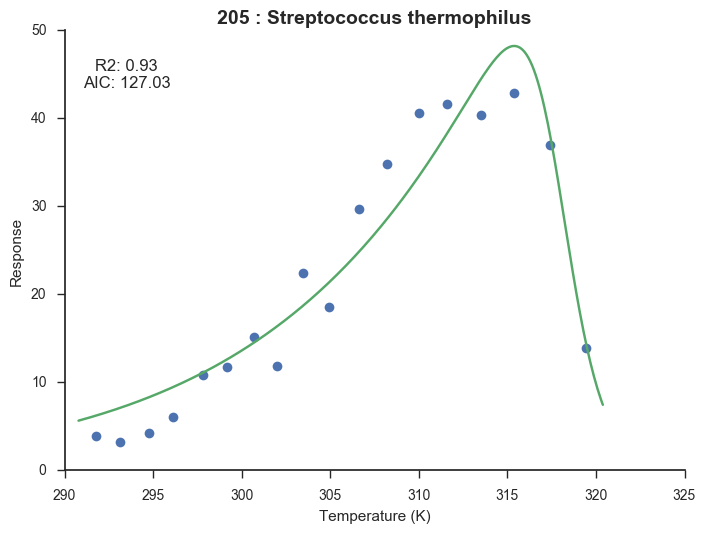 205 : Streptococcus thermophilus
R2: 0.93
AIC: 127.03
50
40
30
20
10
0
Response
290 295 300 305 310 315 320 325
Temperature (K)